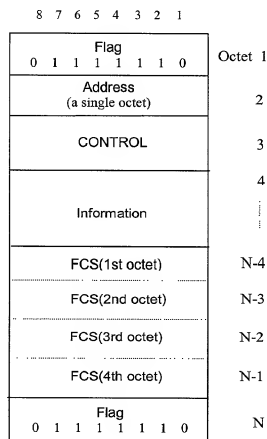 8 7 6 5 4 3 2 1
Flag
0 1 1 1 1 1 1 0 Octet 1
Address
(a single octet) 2
CONTROL 3
4
Information
FCS(1st octet) N-4
FCS(2nd octet) N-3
FCS(3rd octet) N-2
FCS(4th octet) N-1
Flag
0 1 1 1 1 1 1 0 N